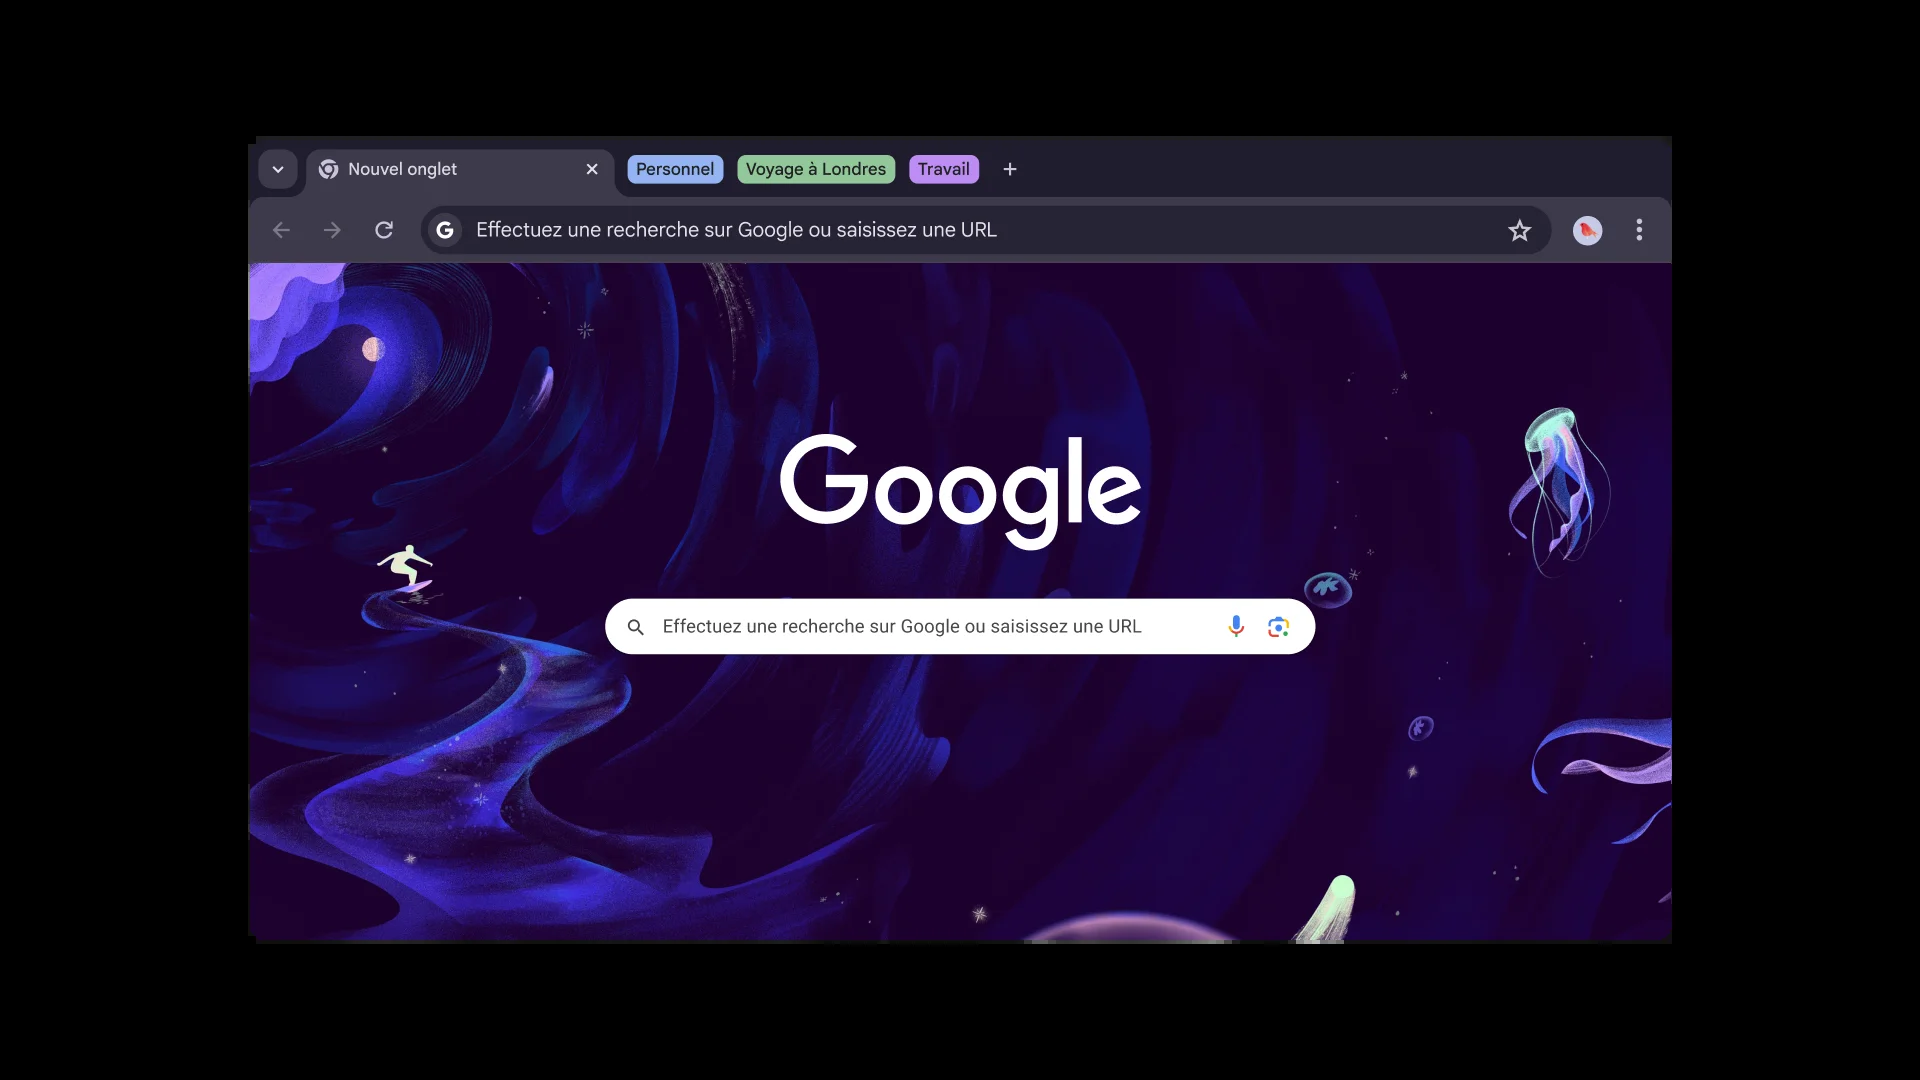 Nouvel onglet
Personnel
Voyage à Londres
Travail
Effectuez une recherche sur Google ou saisissez une URL
Google
Effectuez une recherche sur Google ou saisissez une URL